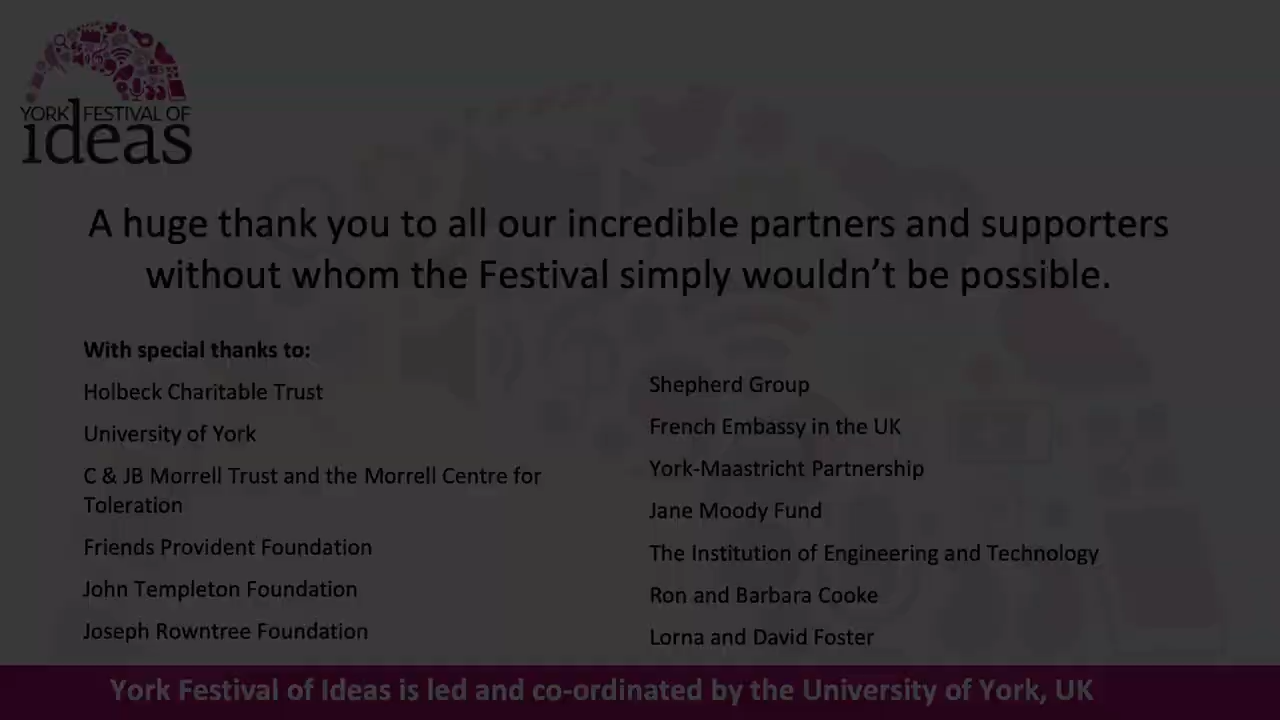 YORK FESTIVAL OF
ideas
A huge thank you to all our incredible partners and supporters
without whom the Festival simply wouldn’t be possible.
With special thanks to:
Holbeck Charitable Trust
University of York
C & JB Morrell Trust and the Morrell Centre for
Toleration
Friends Provident Foundation
John Templeton Foundation
Joseph Rowntree Foundation
Shepherd Group
French Embassy in the UK
York-Maastricht Partnership
Jane Moody Fund
The Institution of Engineering and Technology
Ron and Barbara Cooke
Lorna and David Foster
York Festival of Ideas is led and co-ordinated by the University of York, UK